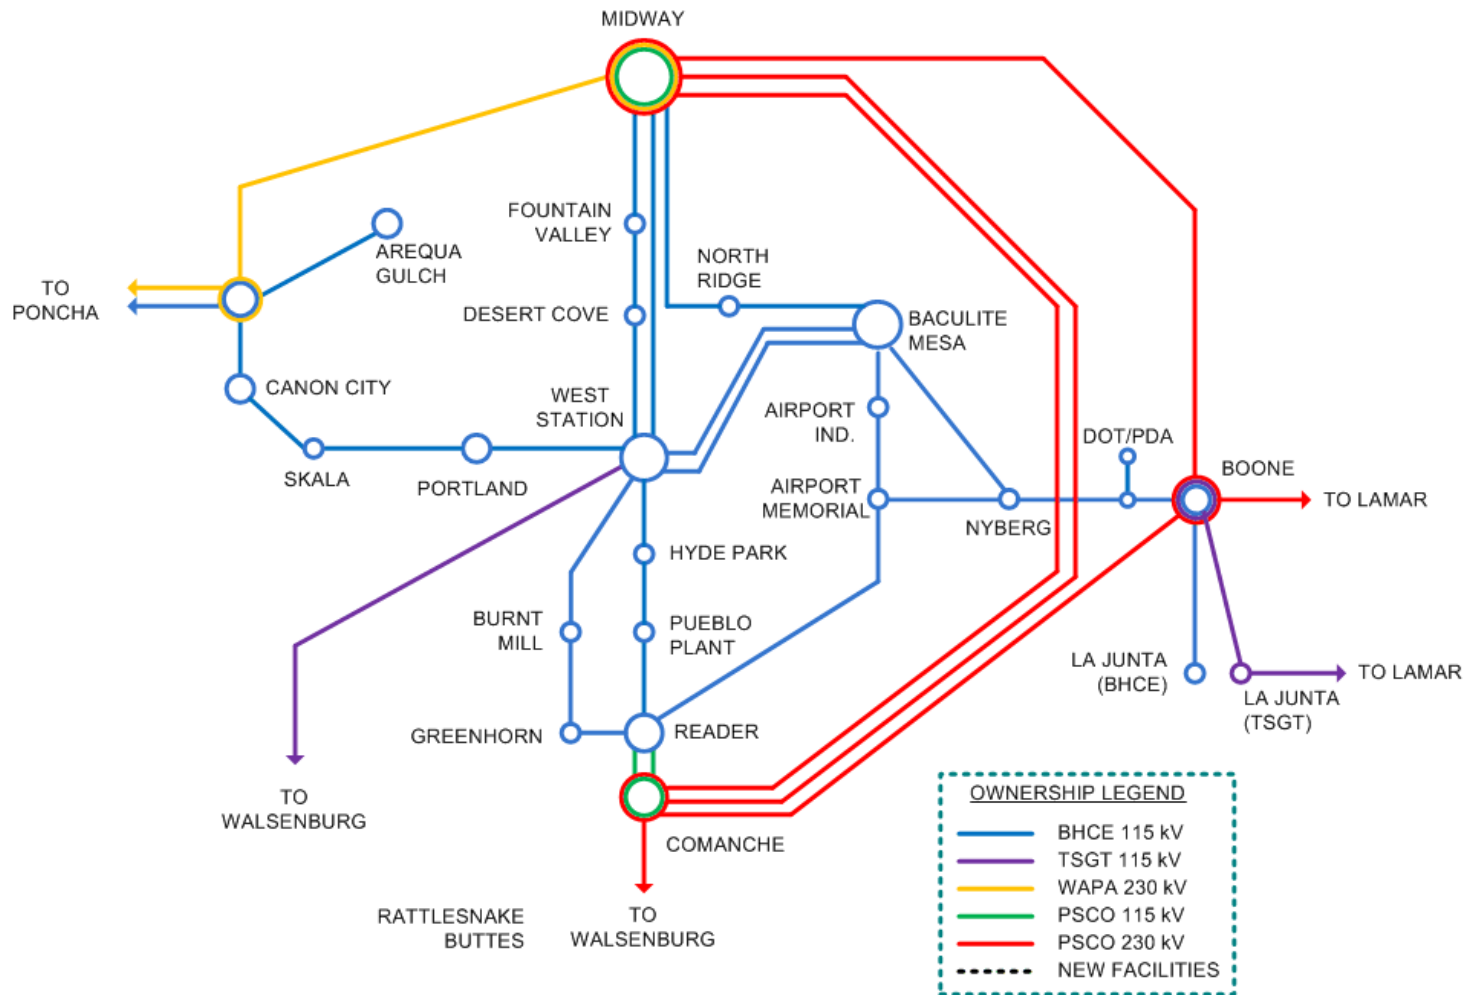 MIDWAY
FOUNTAIN
VALLEY
AREQUA
GULCH
NORTH
RIDGE
TO
PONCHA
DESERT COVE
BACULITE
MESA
CANON CITY
WEST
STATION
AIRPORT
IND.
DOT/PDA
SKALA
PORTLAND
AIRPORT
MEMORIAL
NYBERG
BOONE
TO LAMAR
HYDE PARK
BURNT
MILL
PUEBLO
PLANT
LA JUNTA
(BHCE)
TO LAMAR
LA JUNTA
(TSGT)
GREENHORN
READER
TO
WALSENBURG
COMANCHE
RATTLESNAKE
BUTTES
TO
WALSENBURG
OWNERSHIP LEGEND
BHCE 115 kV
TSGT 115 kV
WAPA 230 kV
PSCO 115 kV
PSCO 230 kV
NEW FACILITIES